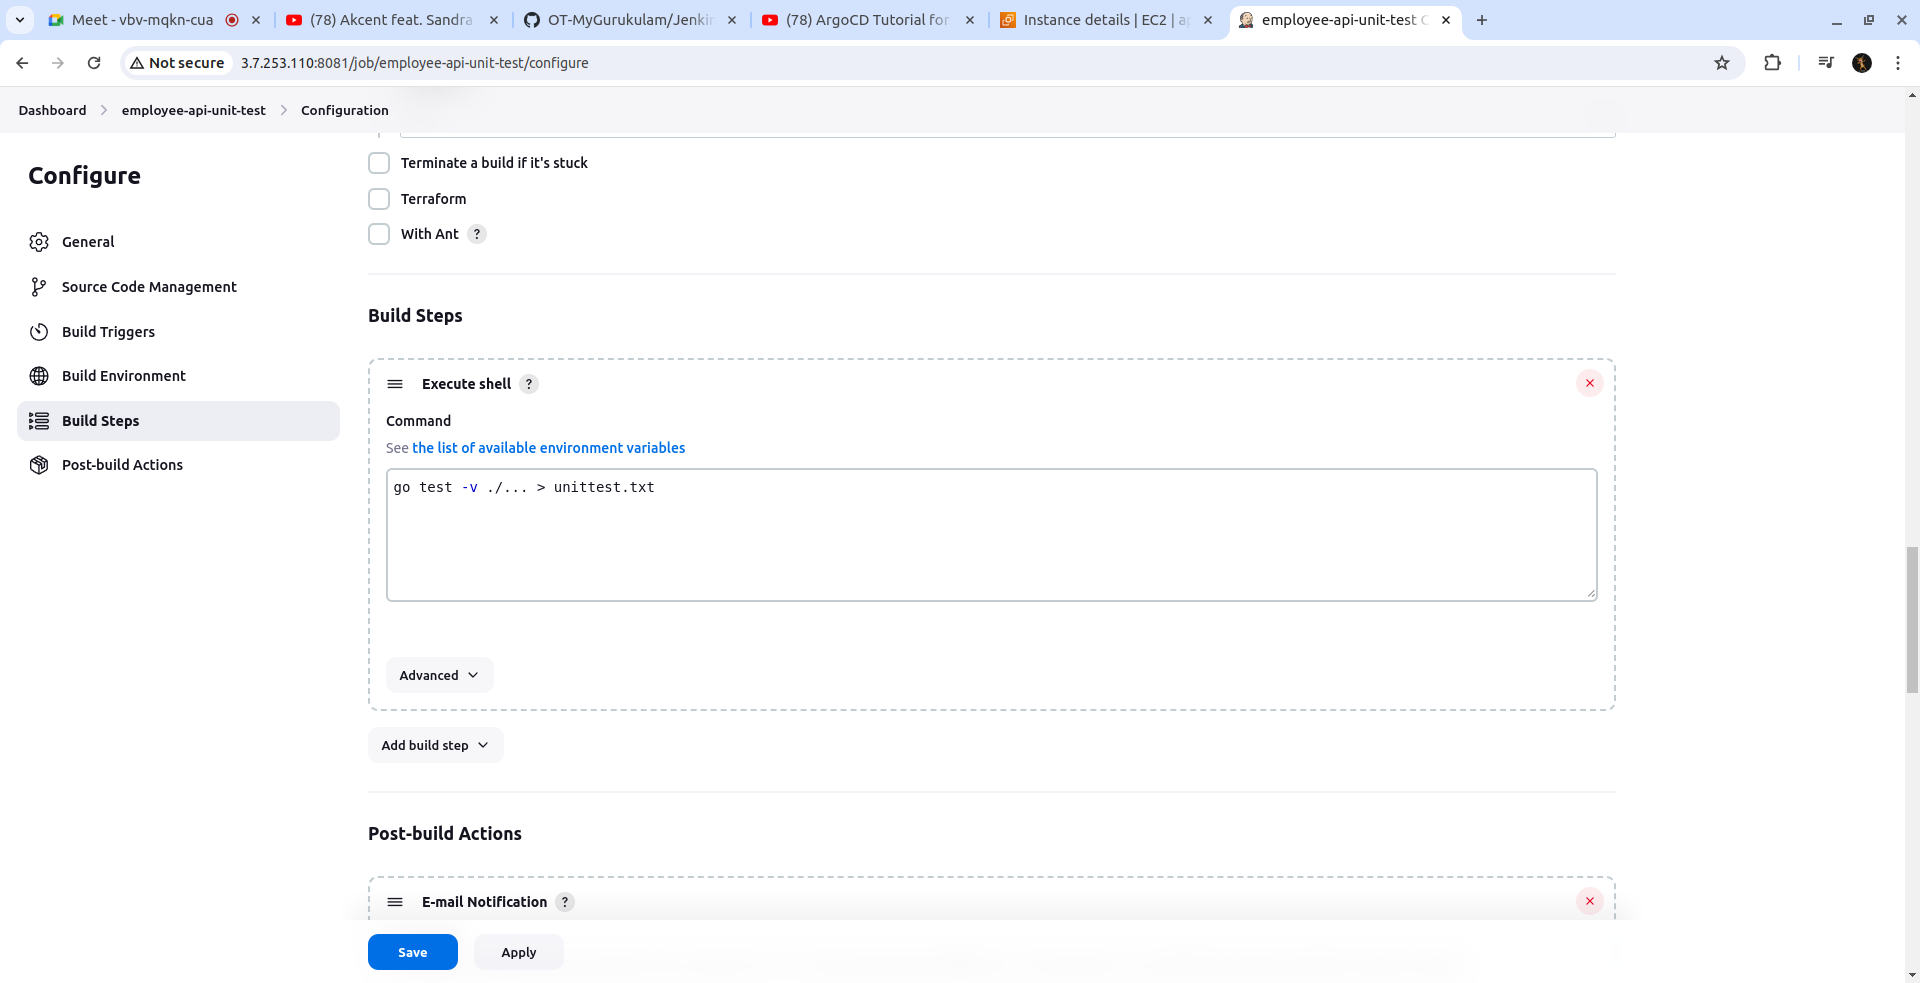 Meet - vbv-mqkn-cua
(78) Akcent feat. Sandra
OT-MyGurukulam/Jenkin
(78) ArgoCD Tutorial for
Instance details | EC2 | ap
employee-api-unit-test C
Not secure
3.7.253.110:8081/job/employee-api-unit-test/configure
Dashboard > employee-api-unit-test > Configuration
Configure
General
Source Code Management
Build Triggers
Build Environment
Build Steps
Post-build Actions
Terminate a build if it's stuck
Terraform
With Ant ?
Build Steps
Execute shell ?
Command
See the list of available environment variables
go test -v ./... > unittest.txt
Advanced
Add build step
Post-build Actions
E-mail Notification ?
Save
Apply